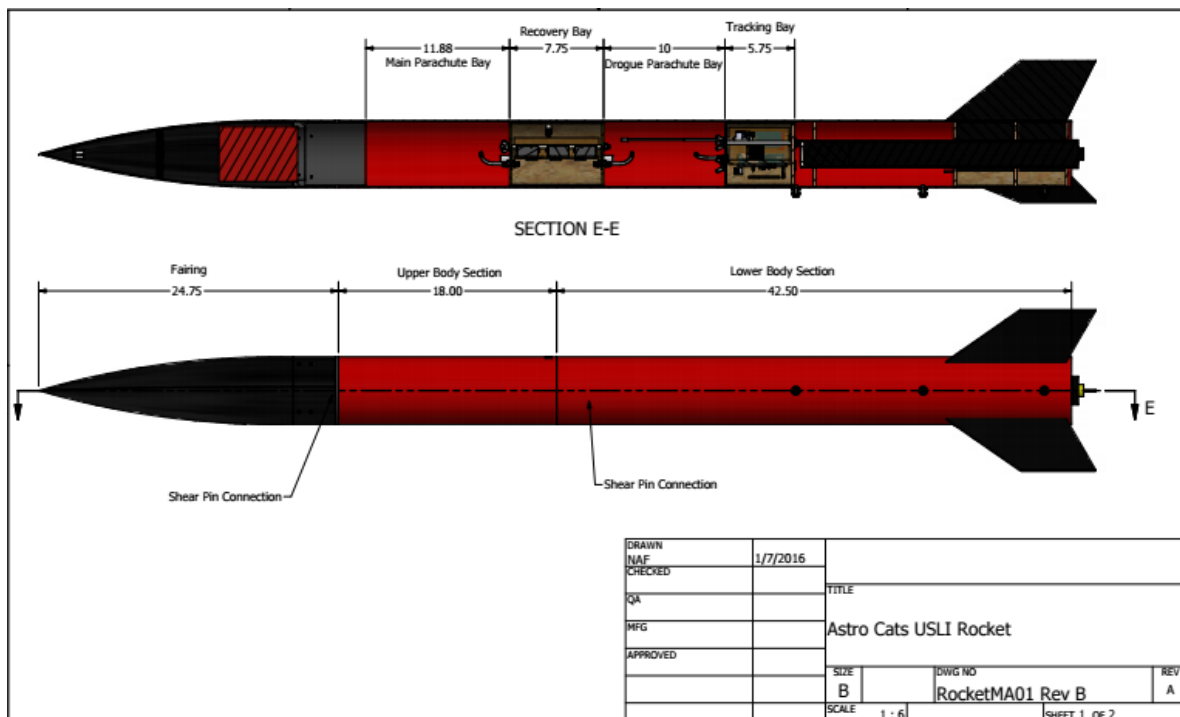 Recovery Bay
Tracking Bay
11.88
7.75
10
5.75
Main Parachute Bay
Drogue Parachute Bay
SECTION E-E
Fairing
Upper Body Section
Lower Body Section
24.75
18.00
42.50
E
Shear Pin Connection
Shear Pin Connection
DRAWN
NAF
1/7/2016
CHECKED
QA
MFG
APPROVED
TITLE
Astro Cats USLI Rocket
SIZE
B
DWG NO
RocketMA01 Rev B
REV
A
SCALE
1 : 6
SHEET 1 OF 2